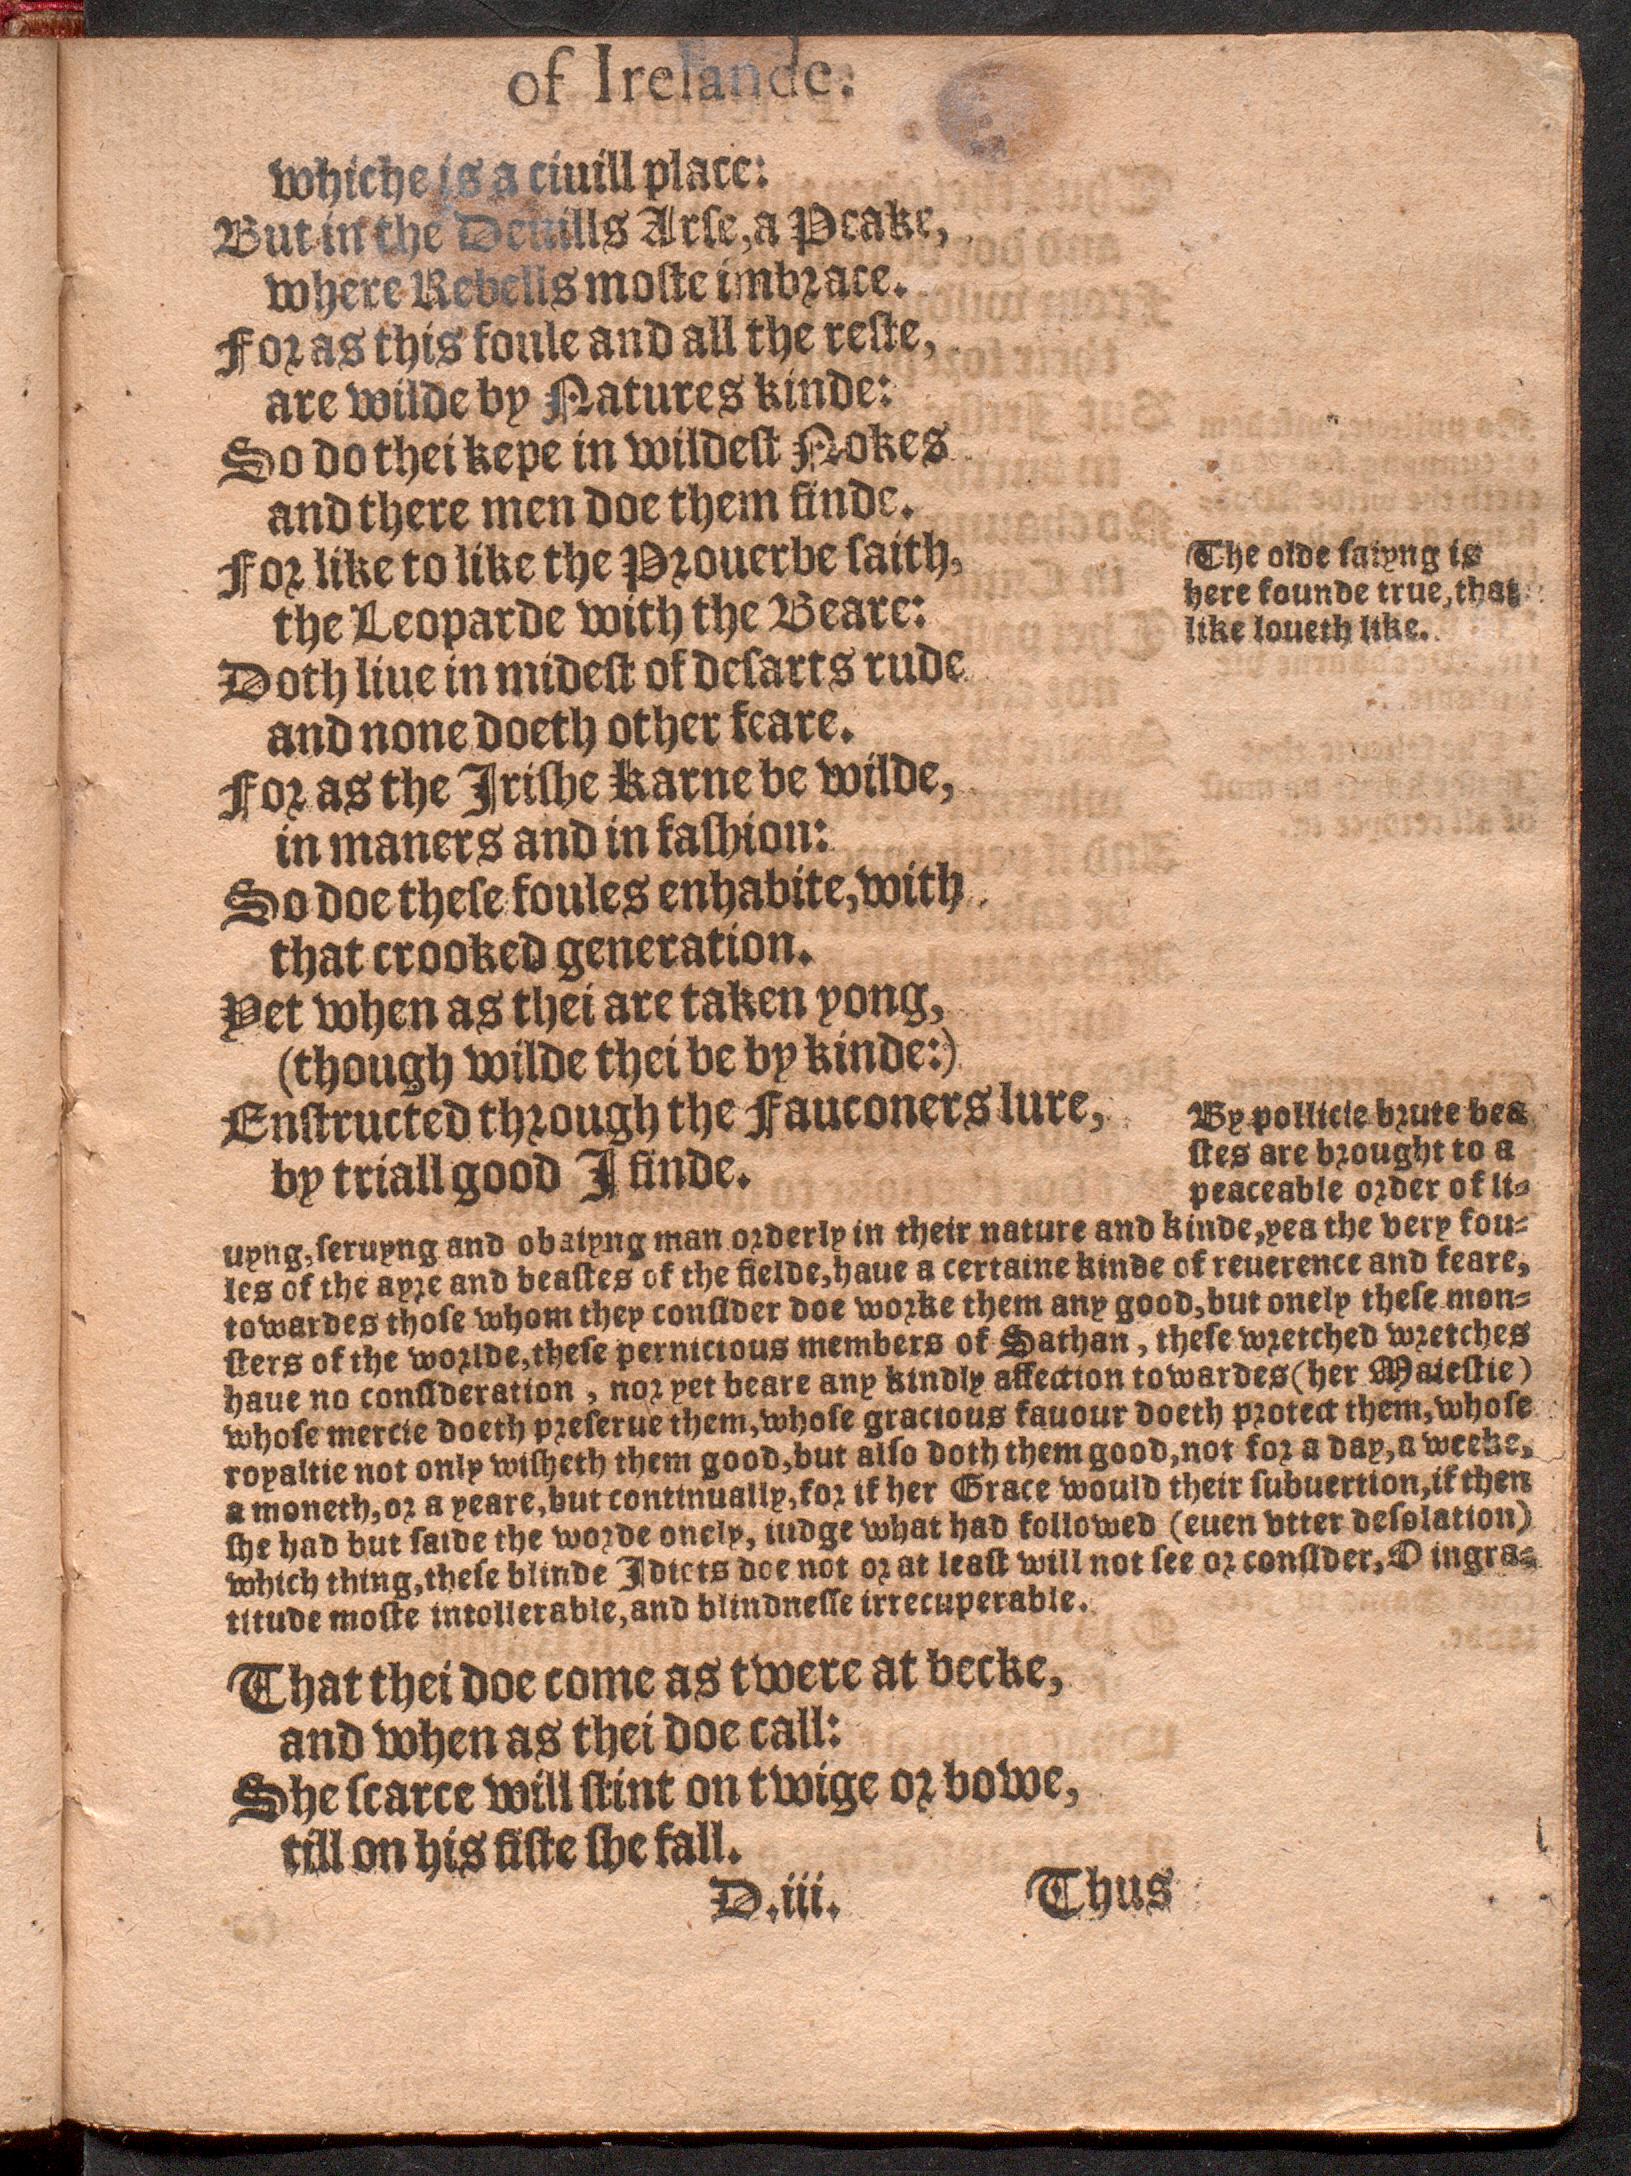 of Irelande.
whiche is a ciuill place:
But in the Deuills Arse, a Peake,
where Rebells moste imbrace.
For as this foule and all the reste,
are wilde by Natures kinde:
So do thei kepe in wildest Nokes
and there men doe them finde.
For like to like the Prouerbe saith,
the Leoparde with the Beare:
Doth liue in midest of desarts rude
and none doeth other feare.
For as the Irishe Karne be wilde,
in maners and in fashion:
So doe these foules enhabite, with
that crooked generation.
Yet when as thei are taken yong,
(though wilde thei be by kinde:)
Enstructed through the Fauconers lure,
by triall good I finde.
The olde saiyng is
here founde true, that
like loueth like.
By pollicie brute bea
stes are brought to a
peaceable order of li-
uyng, seruyng and obaiyng man orderly in their nature and kinde, yea the very fou-
les of the ayre and beastes of the fielde, haue a certaine kinde of reuerence and feare,
towardes those whom they consider doe worke them any good, but onely these mon-
sters of the worlde, these pernicious members of Sathan, these wretched wretches
haue no consideration, nor yet beare any kindly affection towardes (her Maiestie)
whose mercie doeth preserue them, whose gracious fauour doeth protect them, whose
royaltie not only wisheth them good, but also doth them good, not for a day, a weeke,
a moneth, or a yeare, but continually, for if her Grace would their subuertion, if then
she had but saide the worde onely, iudge what had followed (euen vtter desolation)
which thing, these blinde Idiots doe not or at least will not see or consider, O ingra-
titude moste intollerable, and blindnesse irrecuperable.
That thei doe come as twere at becke,
and when as thei doe call:
She scarce will stint on twige or bowe,
till on his fiste she fall.
D.iii.
Thus